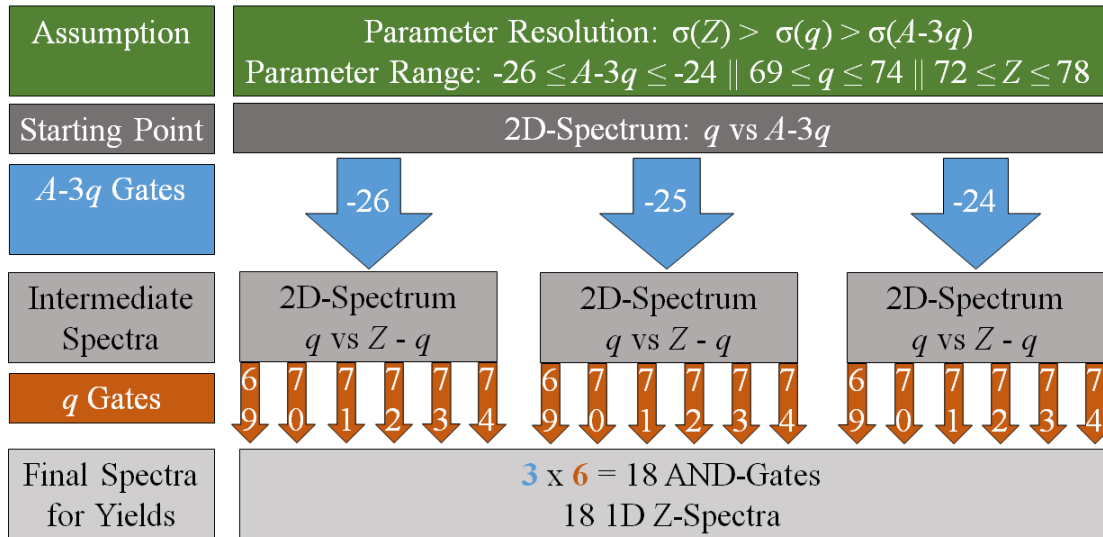 Assumption
Parameter Resolution: σ(Z) > σ(q) > σ(A-3q)
Parameter Range: -26 ≤ A-3q ≤ -24 || 69 ≤ q ≤ 74 || 72 ≤ Z ≤ 78
Starting Point
2D-Spectrum: q vs A-3q
A-3q Gates
-26
-25
-24
Intermediate
Spectra
2D-Spectrum
q vs Z - q
2D-Spectrum
q vs Z - q
2D-Spectrum
q vs Z - q
q Gates
69
70
71
72
73
74
69
70
71
72
73
74
69
70
71
72
73
74
Final Spectra
for Yields
3 x 6 = 18 AND-Gates
18 1D Z-Spectra